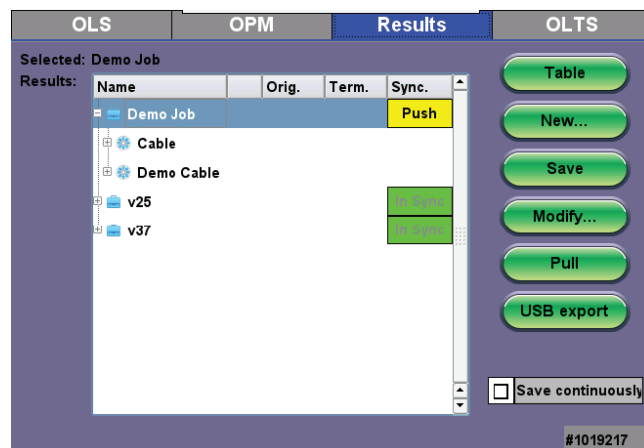 OLS OPM Results OLTS
Selected: Demo Job
Results:
Name Orig. Term. Sync.
Demo Job Push
Cable
Demo Cable
v25 In Sync
v37 In Sync
Table
New...
Save
Modify...
Pull
USB export
Save continuously
#1019217